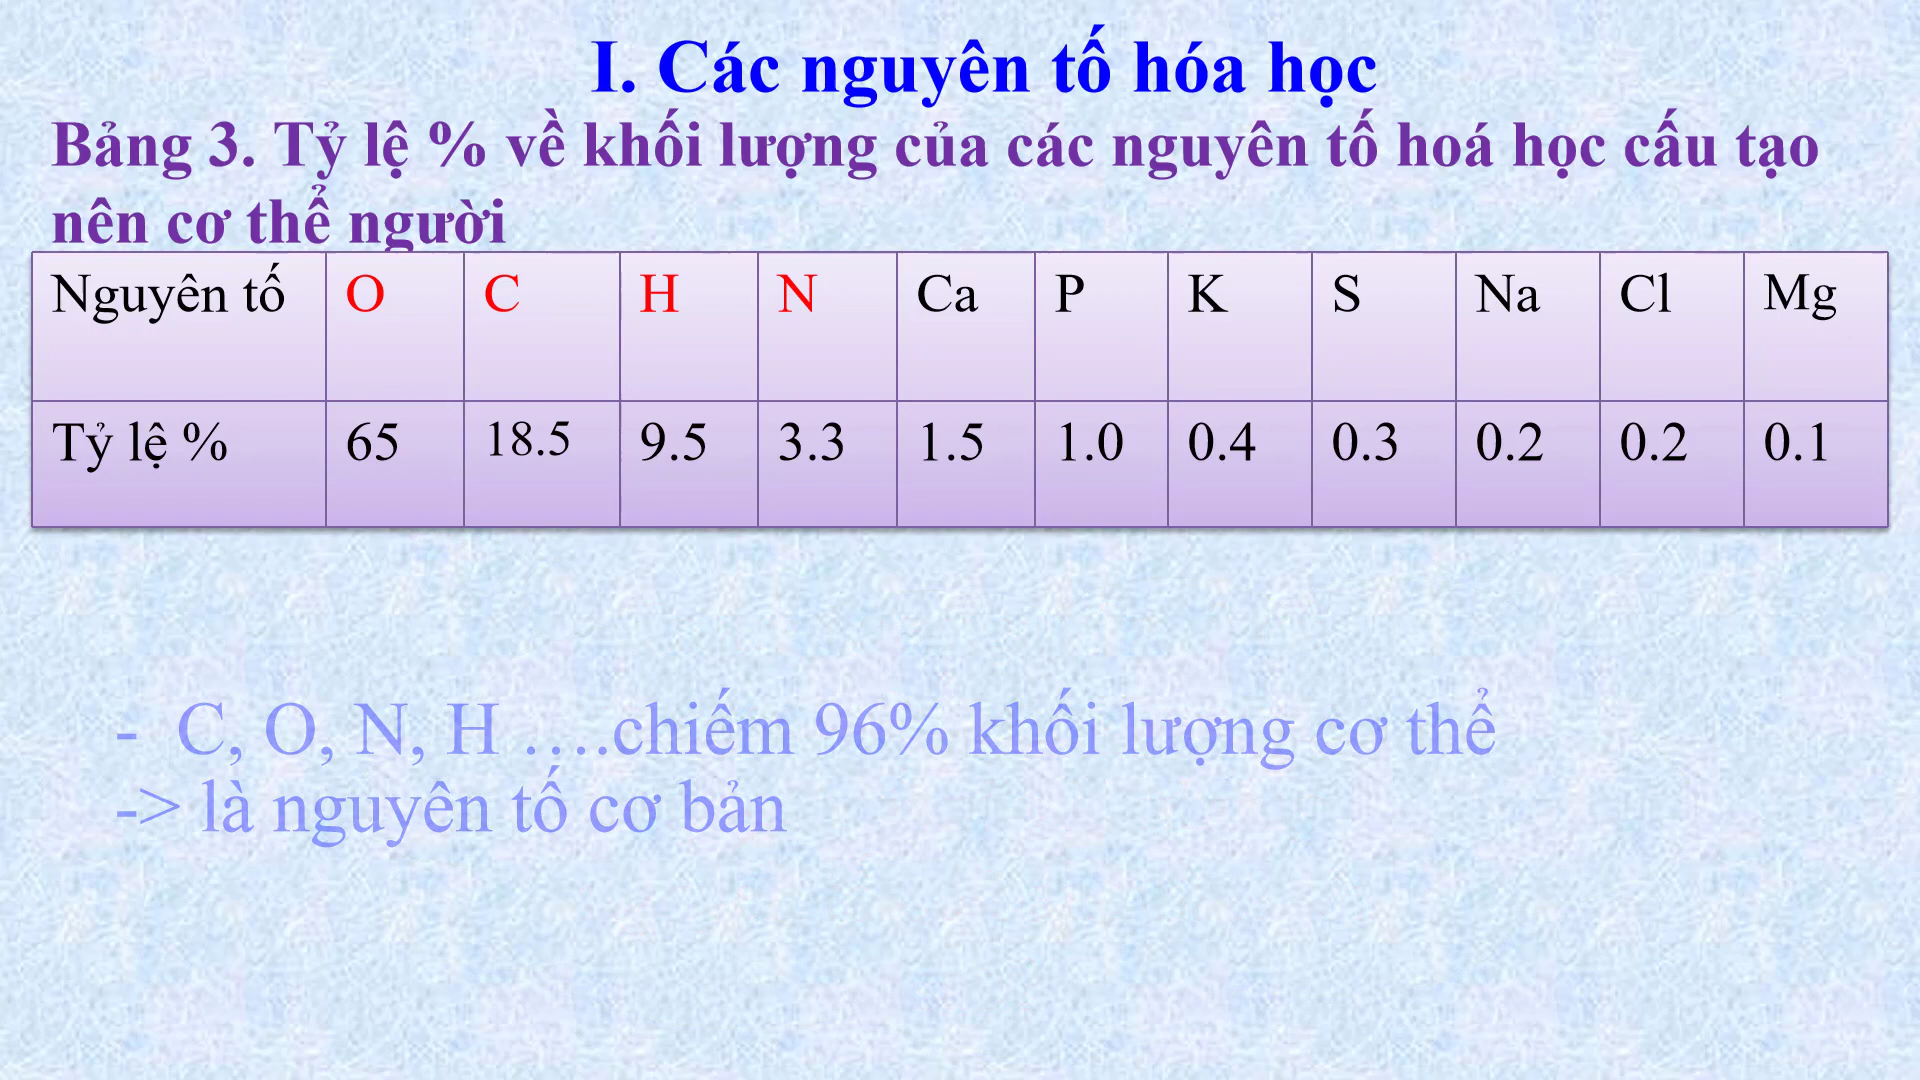 I. Các nguyên tố hóa học
Bảng 3. Tỷ lệ % về khối lượng của các nguyên tố hoá học cấu tạo
nên cơ thể người
Nguyên tố O C H N Ca P K S Na Cl Mg
Tỷ lệ % 65 18.5 9.5 3.3 1.5 1.0 0.4 0.3 0.2 0.2 0.1
- C, O, N, H ….chiếm 96% khối lượng cơ thể
-> là nguyên tố cơ bản